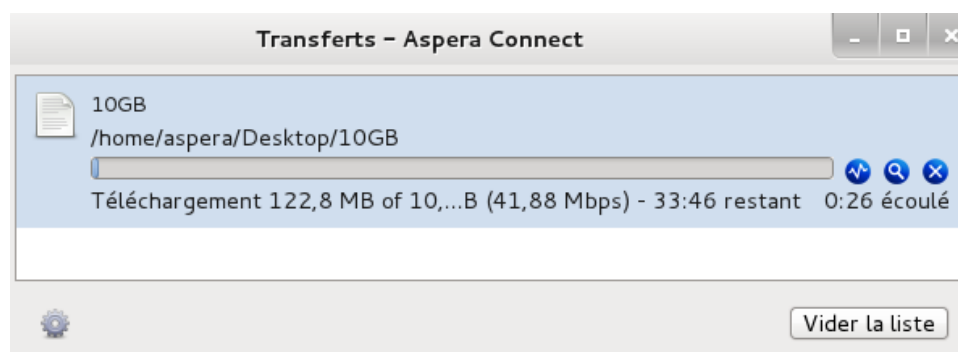 Transferts - Aspera Connect
10GB
/home/aspera/Desktop/10GB
Téléchargement 122,8 MB of 10,...B (41,88 Mbps) - 33:46 restant 0:26 écoulé
Vider la liste